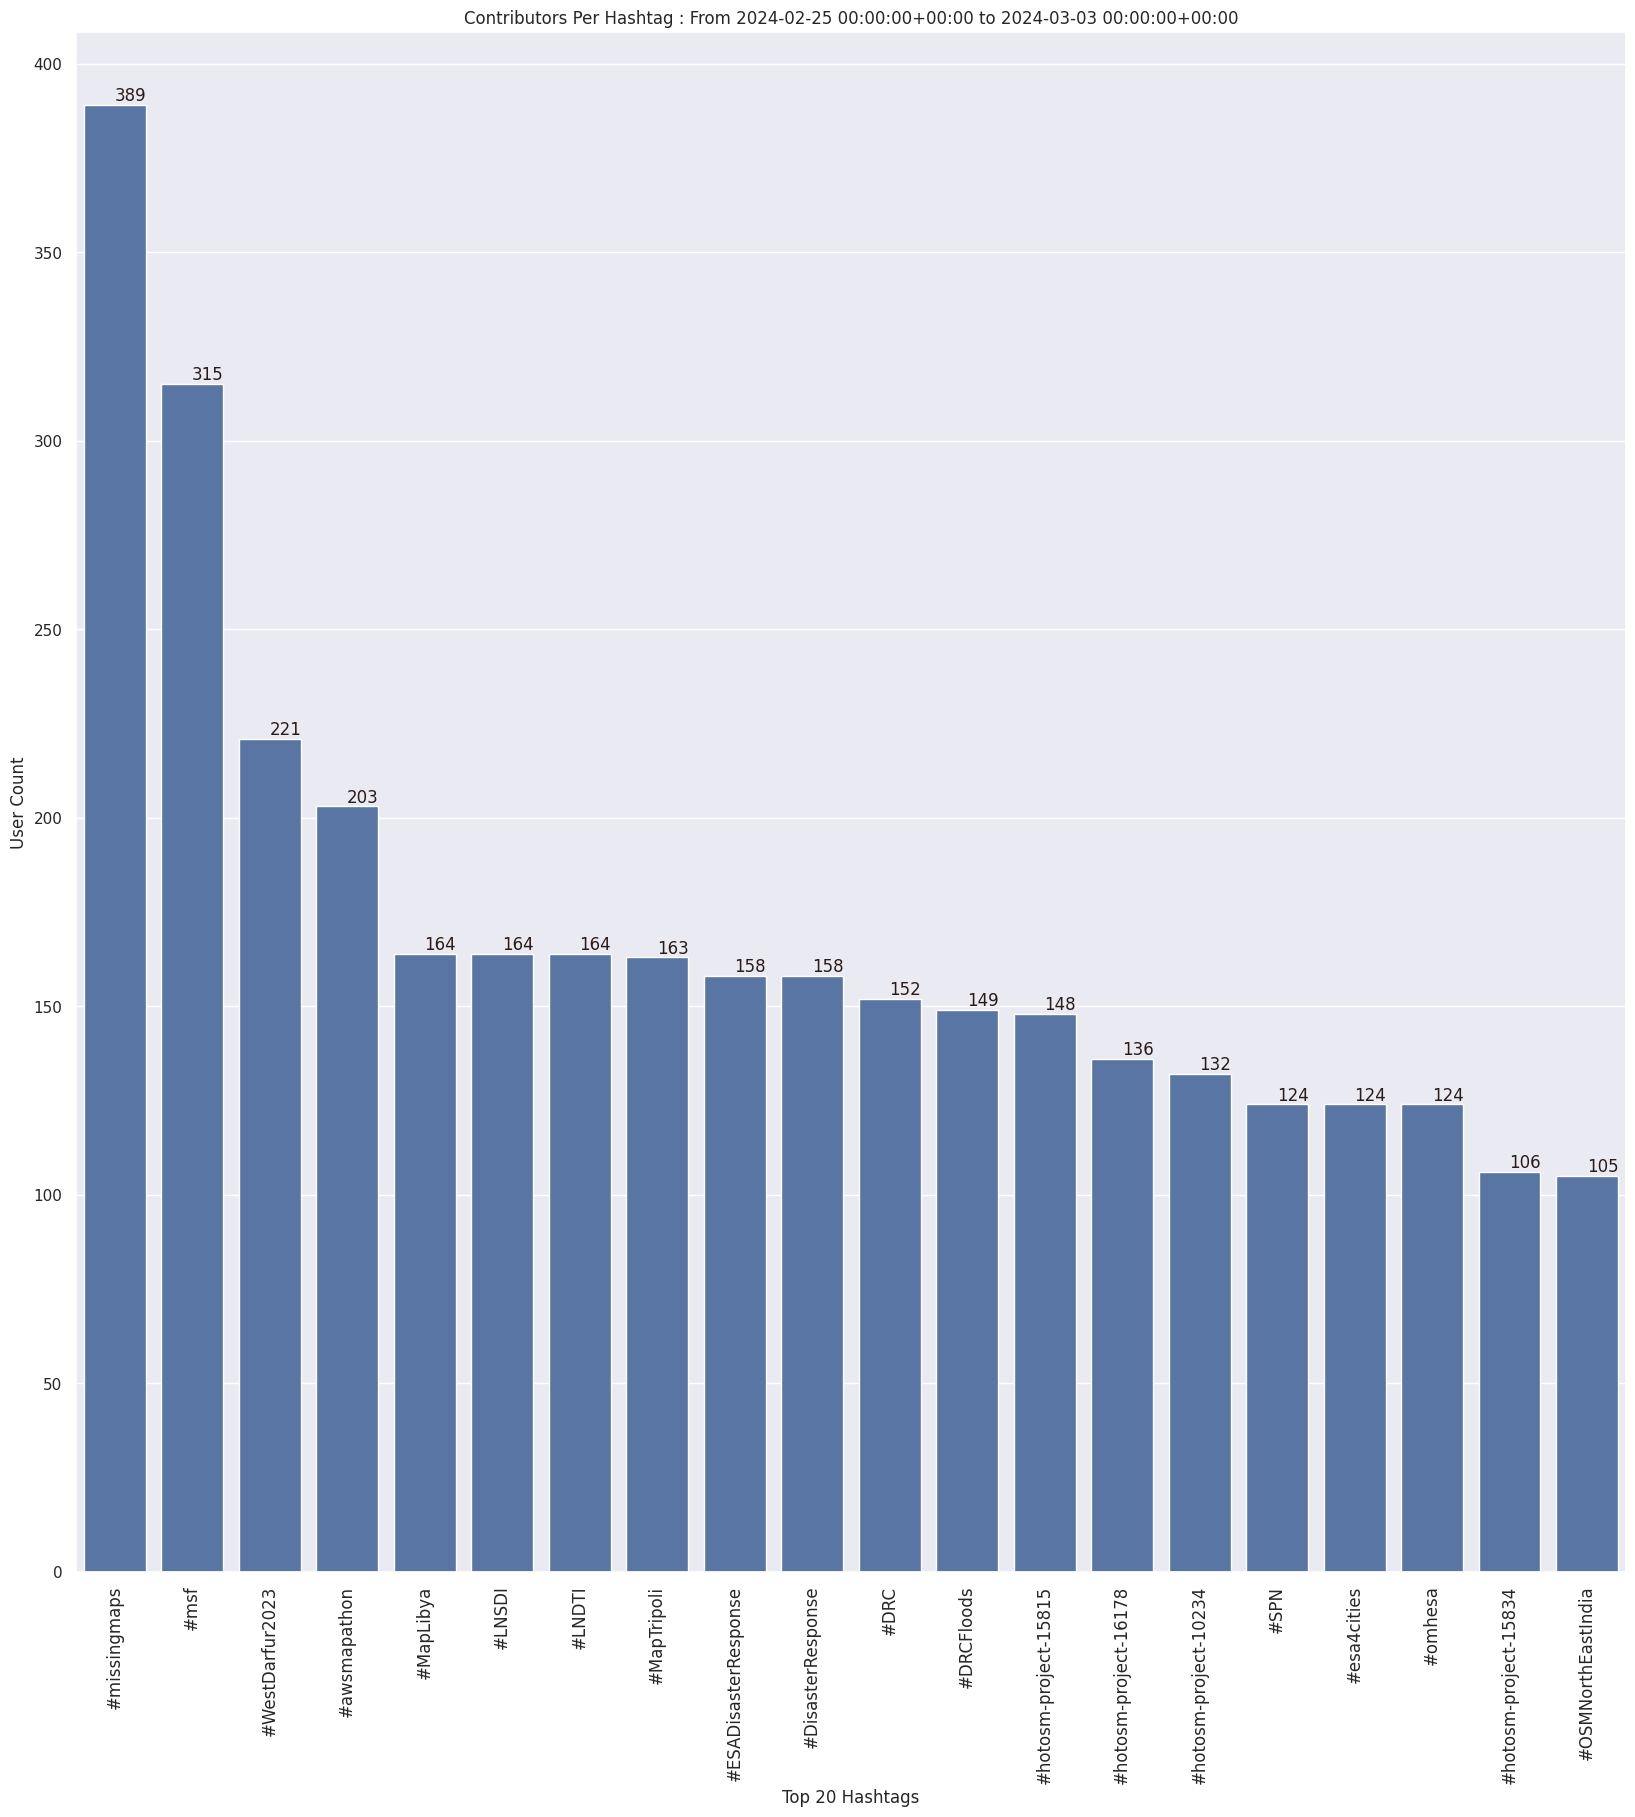 Contributors Per Hashtag : From 2024-02-25 00:00:00+00:00 to 2024-03-03 00:00:00+00:00
400
350
300
250
200
150
100
50
0
User Count
389
315
221
203
164
164
164
163
158
158
152
149
148
136
132
124
124
124
106
105
#missingmaps
#msf
#WestDarfur2023
#awsmapathon
#MapLibya
#LNSDI
#LNDTI
#MapTripoli
#ESADisasterResponse
#DisasterResponse
#DRC
#DRCFloods
#hotosm-project-15815
#hotosm-project-16178
#hotosm-project-10234
#SPN
#esa4cities
#omhesa
#hotosm-project-15834
#OSMNorthEastIndia
Top 20 Hashtags